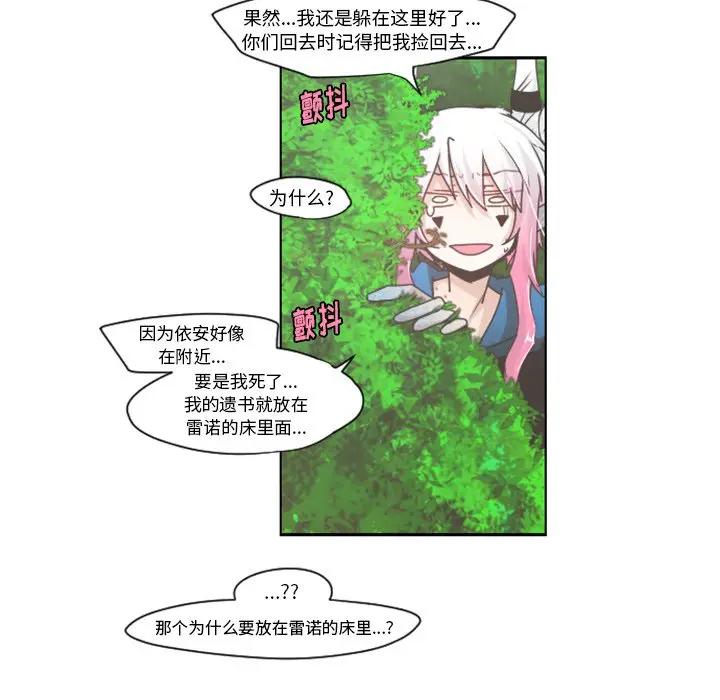 果然...我还是躲在这里好了...
你们回去时记得把我捡回去...
颤抖
为什么?
颤抖
因为依安好像
在附近...
要是我死了...
我的遗书就放在
雷诺的床里面...
...??
那个为什么要放在雷诺的床里...?